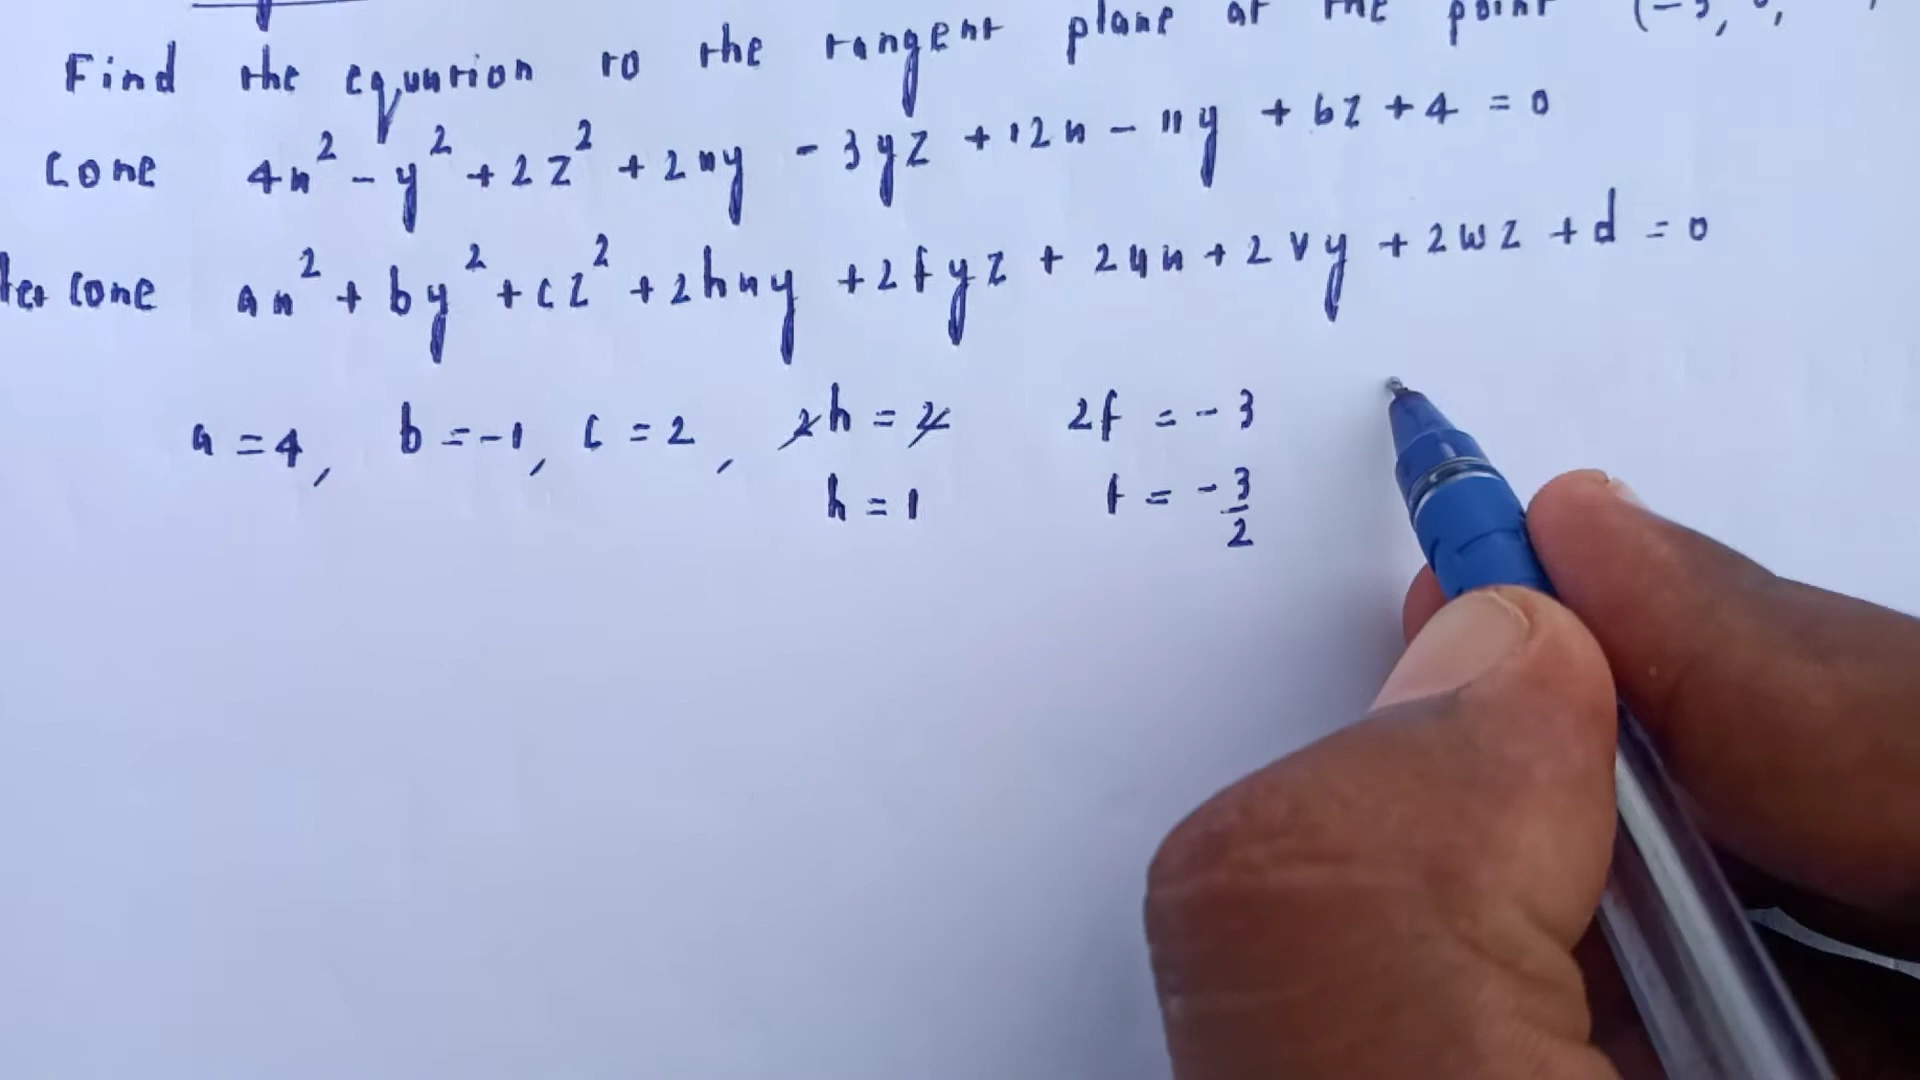 Find the equation to the tangent plane at the point (-3,
cone 4x² - y² + 2z² + 2xy - 3yz + 12x - 11y + 6z + 4 = 0
cone ax² + by² + cz² + 2hxy + 2fyz + 2ux + 2vy + 2wz + d = 0
a = 4, b = -1, c = 2, 2h = 2 2f = -3
h = 1 f = -3/2